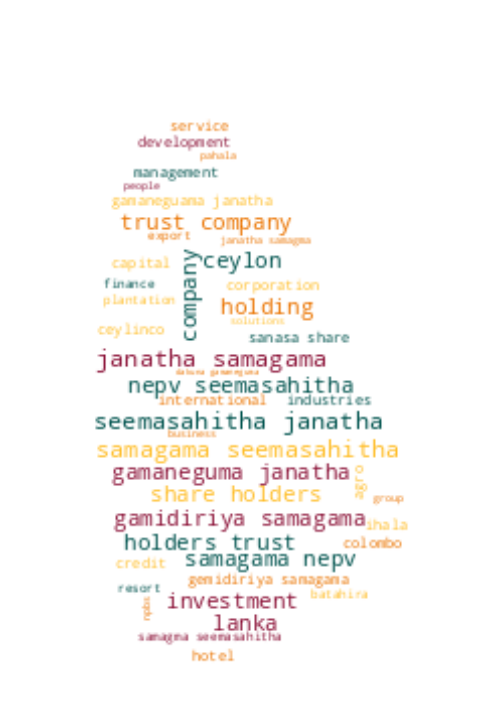 service
development
pahala
management
people
gamaneguama janatha
trust company
export
janatha samagma
ceylon
company
capital
finance
corporation
plantation
holding
solutions
ceylinco
sanasa share
janatha samagama
dakuna gamaneguma
nepv seemasahitha
international
industries
seemasahitha janatha
business
samagama seemasahitha
gamaneguma janatha
agro
share holders
group
gamidiriya samagama
ihala
holders trust
colombo
samagama nepv
credit
gemidiriya samagama
resort
batahira
npbs
investment
lanka
samagma seemasahitha
hotel